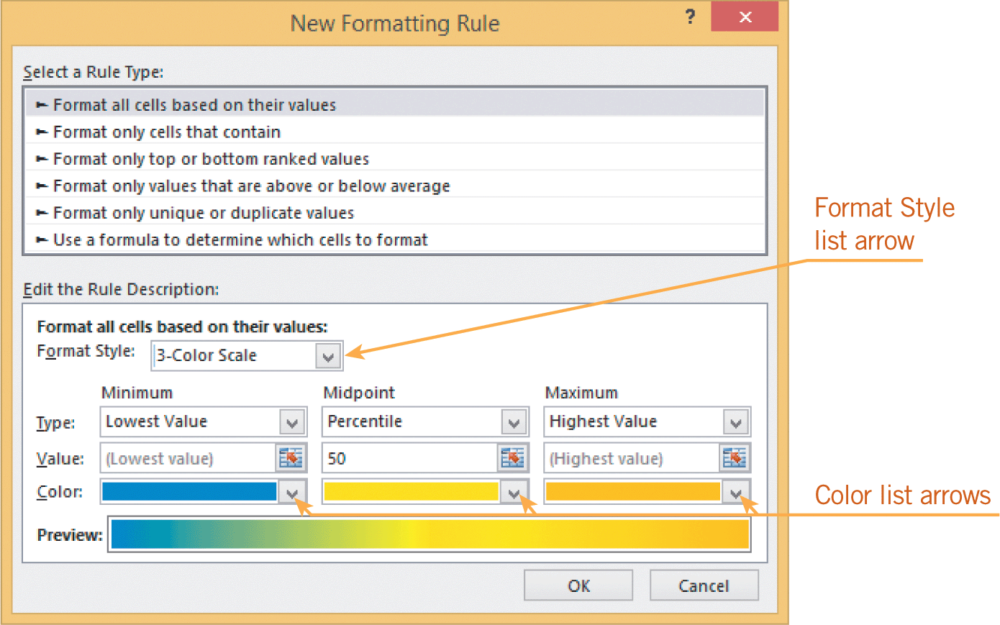 New Formatting Rule
?
Select a Rule Type:
► Format all cells based on their values
► Format only cells that contain
► Format only top or bottom ranked values
► Format only values that are above or below average
► Format only unique or duplicate values
► Use a formula to determine which cells to format
Format Style
list arrow
Edit the Rule Description:
Format all cells based on their values:
Format Style: 3-Color Scale
Minimum Midpoint Maximum
Type: Lowest Value Percentile Highest Value
Value: (Lowest value) 50 (Highest value)
Color:
Color list arrows
Preview:
OK Cancel